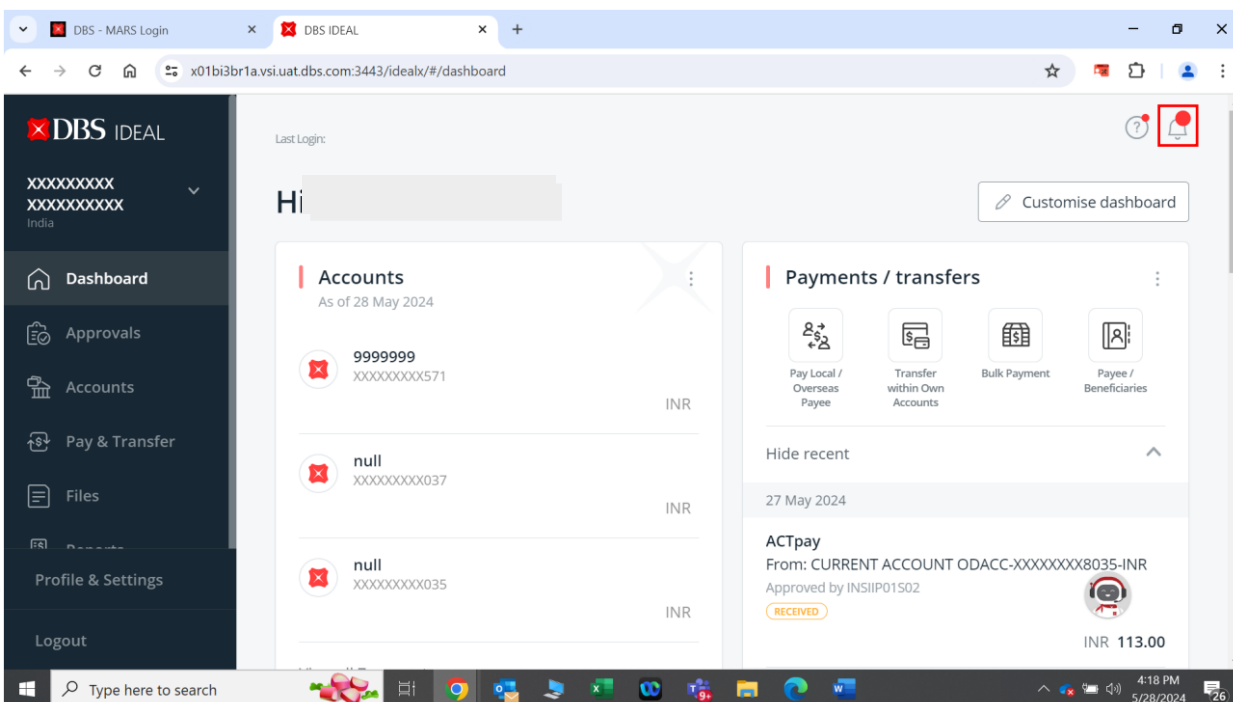 DBS - MARS Login
DBS IDEAL
x01bi3br1a.vsi.uat.dbs.com:3443/idealx/#/dashboard
DBS IDEAL
XXXXXXXXX
XXXXXXXXXX
India
Dashboard
Approvals
Accounts
Pay & Transfer
Files
Reports
Profile & Settings
Logout
Last Login:
Hi
Customise dashboard
Accounts
As of 28 May 2024
9999999
XXXXXXXXX571
INR
null
XXXXXXXXX037
INR
null
XXXXXXXXX035
INR
Payments / transfers
Pay Local /
Overseas
Payee
Transfer
within Own
Accounts
Bulk Payment
Payee /
Beneficiaries
Hide recent
27 May 2024
ACTpay
From: CURRENT ACCOUNT ODACC-XXXXXXXX8035-INR
Approved by INSIIP01S02
RECEIVED
INR 113.00
Type here to search
4:18 PM
5/28/2024
26